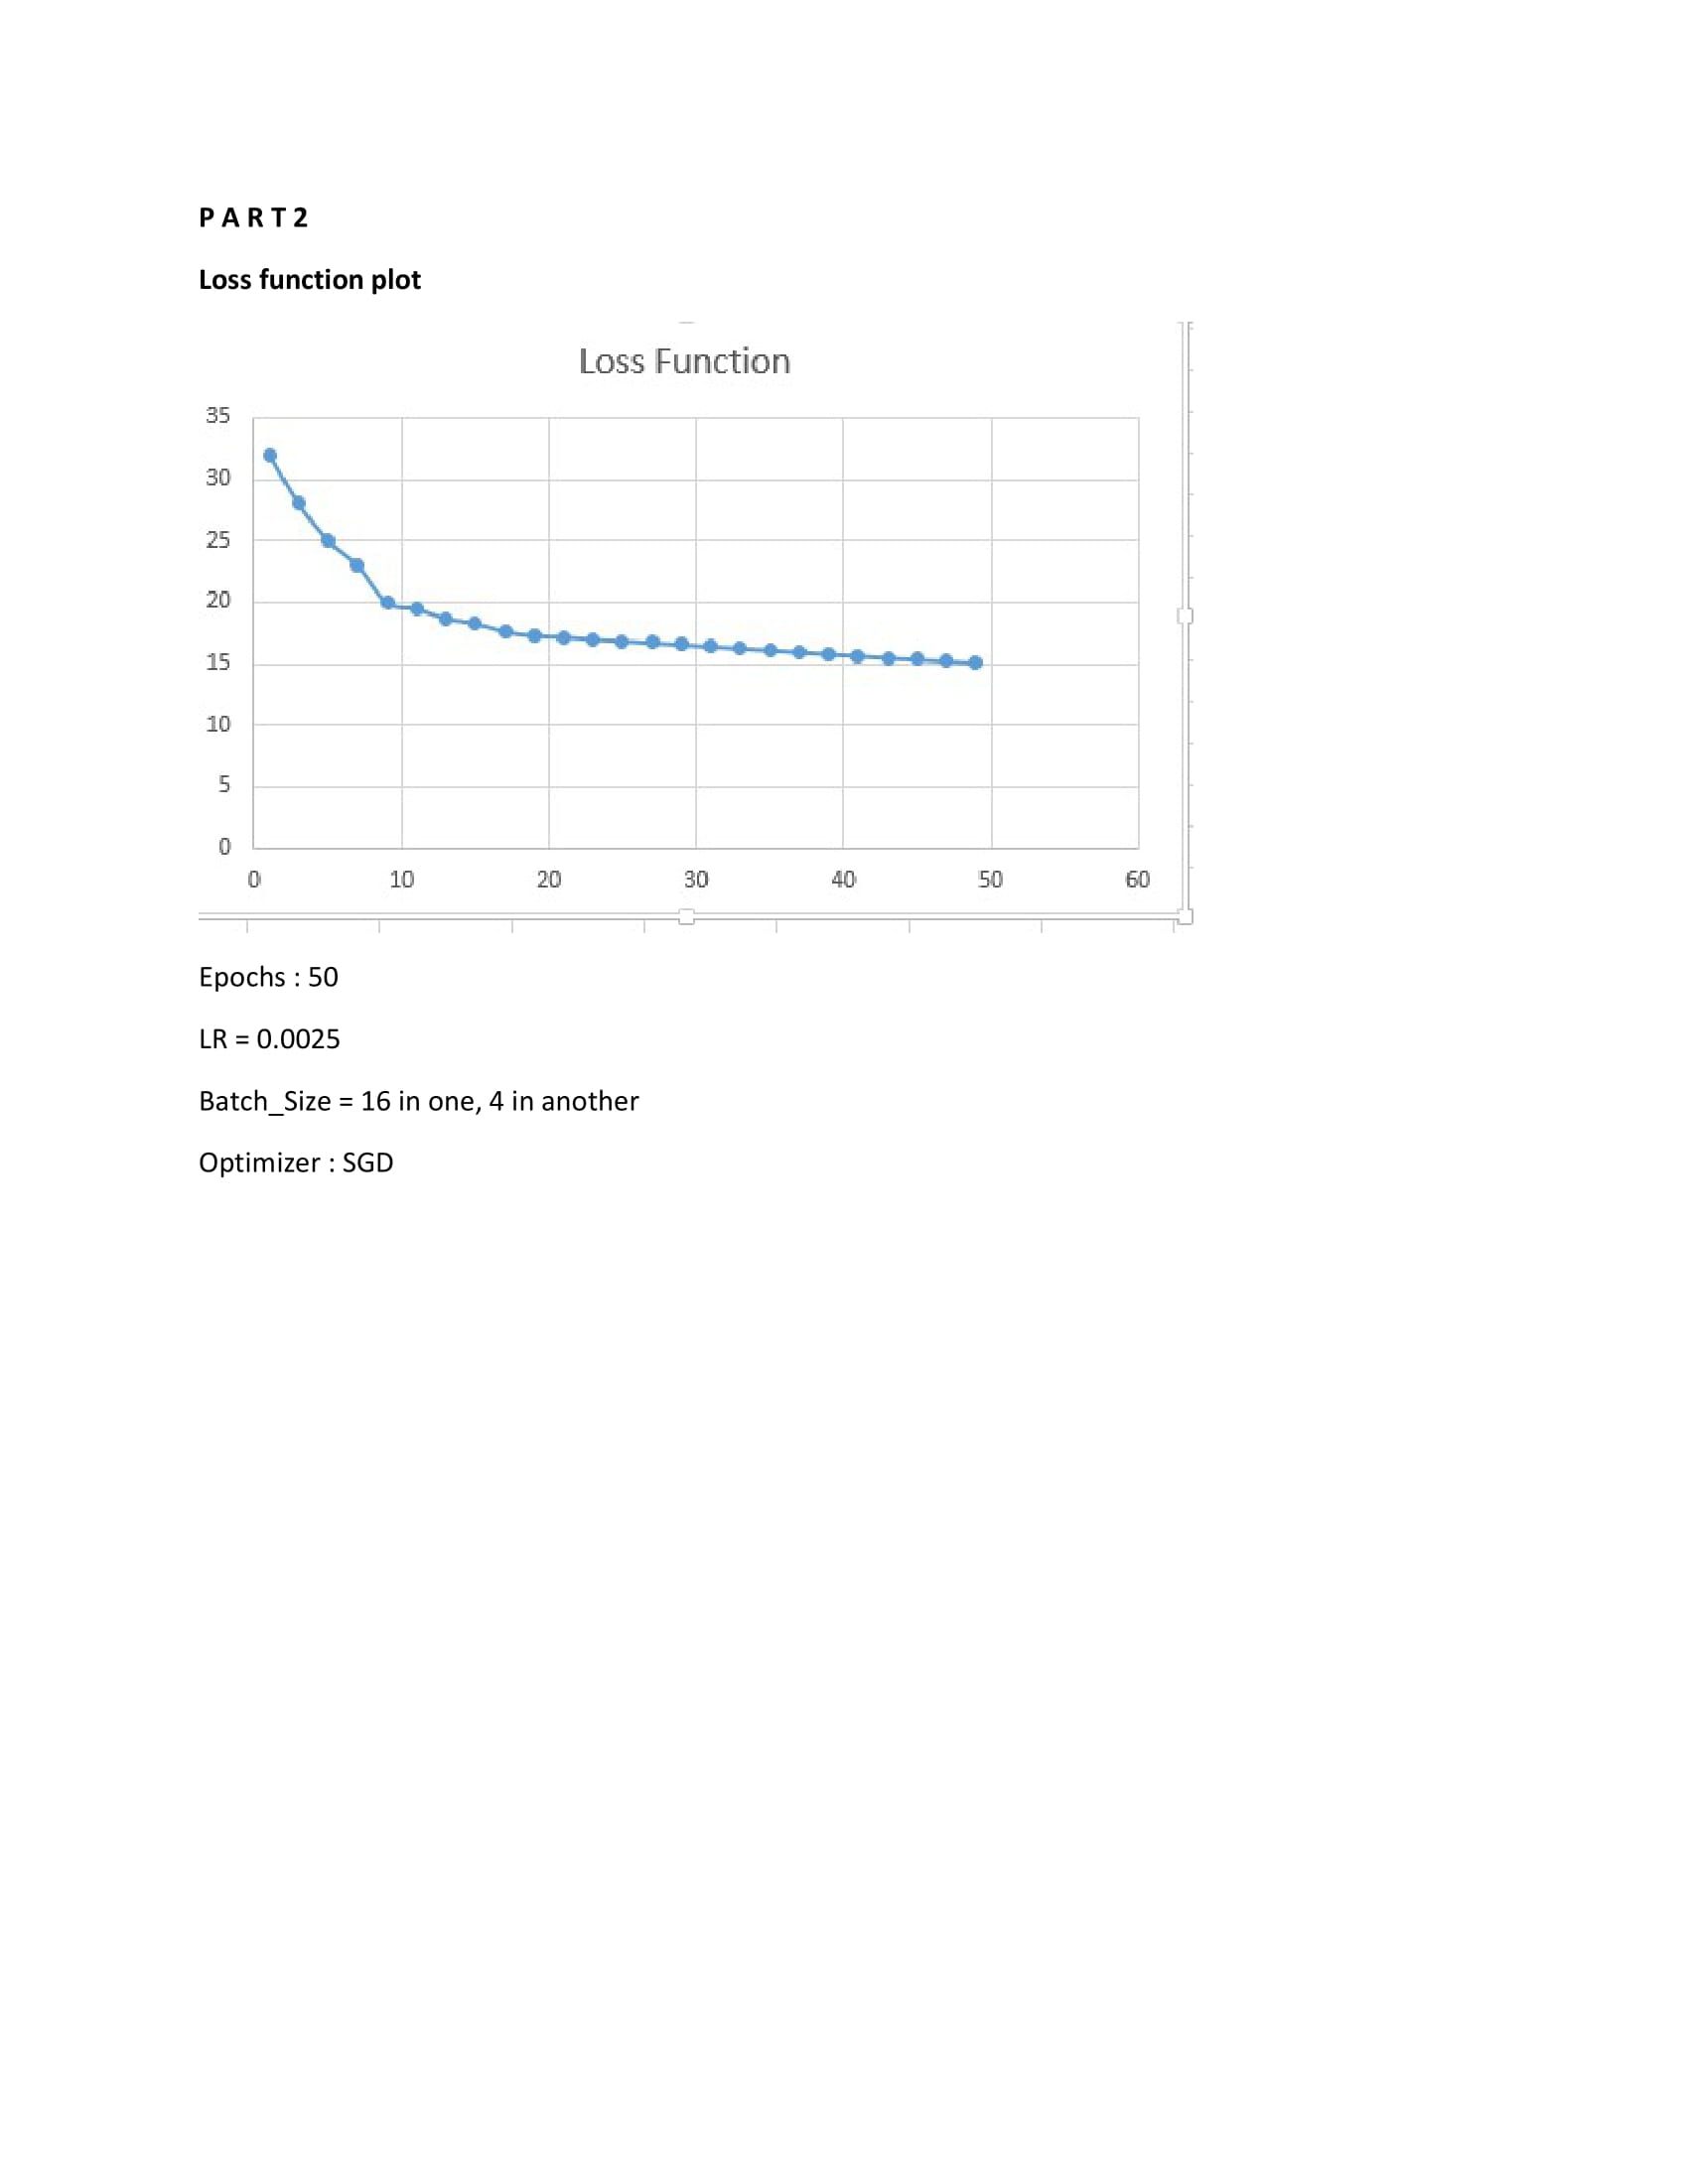 P A R T 2
Loss function plot
Loss Function
35
30
25
20
15
10
5
0
0 10 20 30 40 50 60
Epochs : 50
LR = 0.0025
Batch_Size = 16 in one, 4 in another
Optimizer : SGD